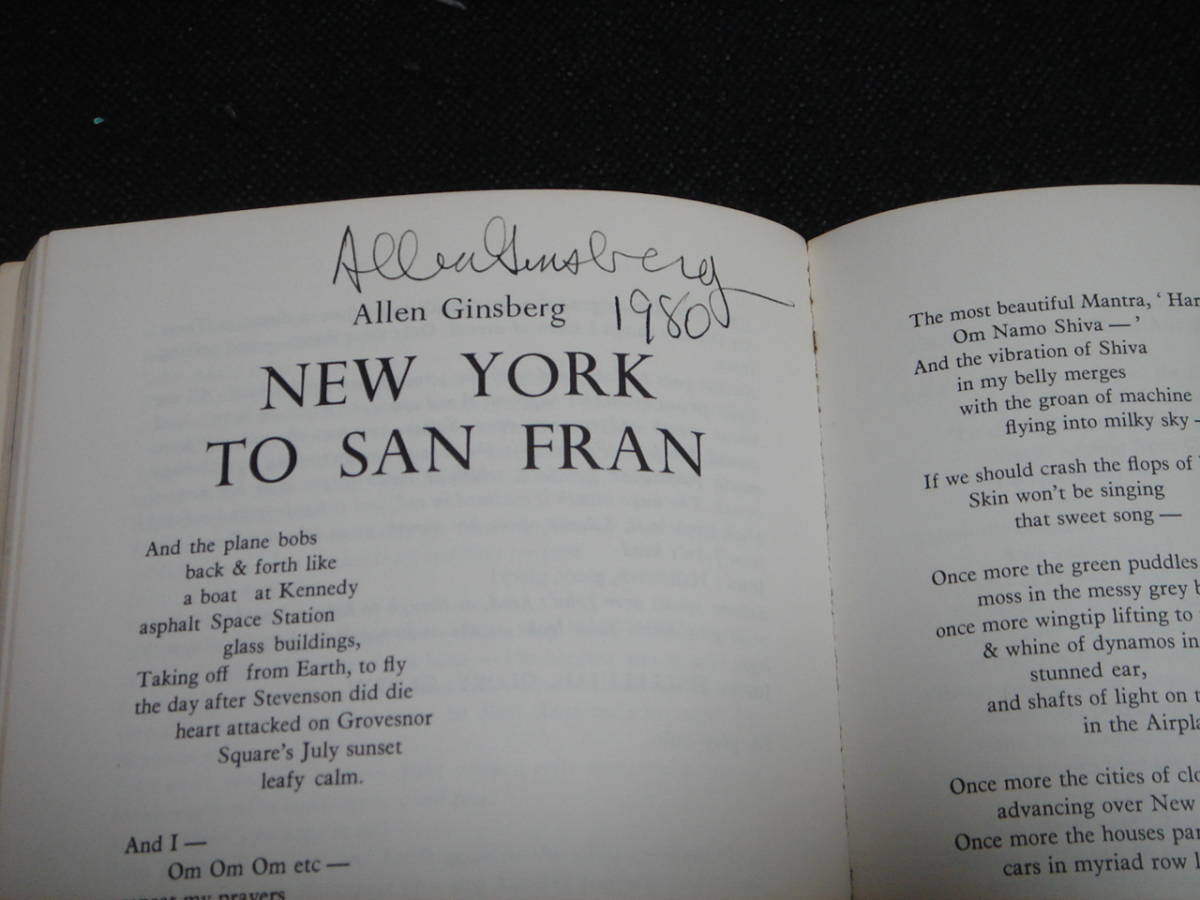 Allen Ginsberg
Allen Ginsberg 1980
NEW YORK
TO SAN FRAN
And the plane bobs
back & forth like
a boat at Kennedy
asphalt Space Station
glass buildings,
Taking off from Earth, to fly
the day after Stevenson did die
heart attacked on Grovesnor
Square's July sunset
leafy calm.
And I —
Om Om Om etc —
my prayers
The most beautiful Mantra, ' Har
Om Namo Shiva — '
And the vibration of Shiva
in my belly merges
with the groan of machine
flying into milky sky —
If we should crash the flops of
Skin won't be singing
that sweet song —
Once more the green puddles
moss in the messy grey b
once more wingtip lifting to
& whine of dynamos in
stunned ear,
and shafts of light on t
in the Airpla
Once more the cities of clo
advancing over New
Once more the houses par
cars in myriad row l